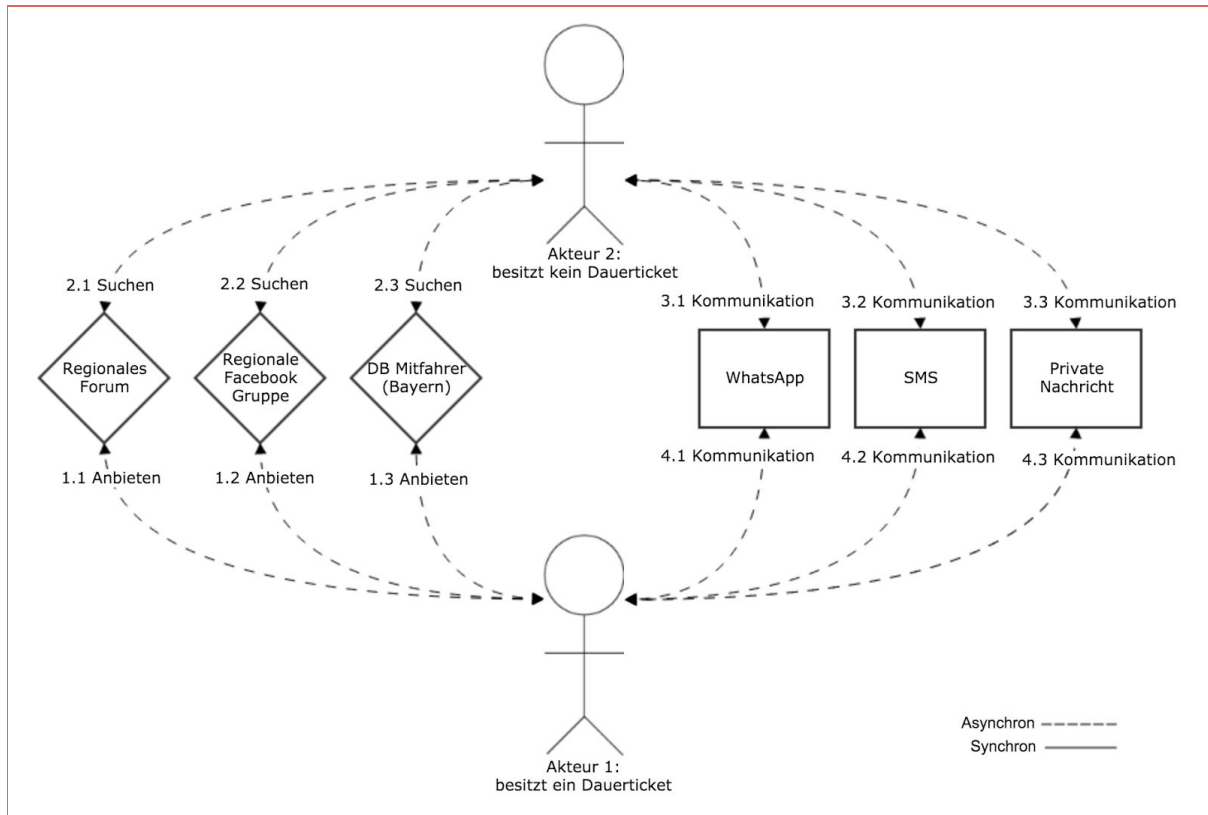 Akteur 2:
besitzt kein Dauerticket
2.1 Suchen
2.2 Suchen
2.3 Suchen
3.1 Kommunikation
3.2 Kommunikation
3.3 Kommunikation
Regionales
Forum
Regionale
Facebook
Gruppe
DB Mitfahrer
(Bayern)
WhatsApp
SMS
Private
Nachricht
1.1 Anbieten
1.2 Anbieten
1.3 Anbieten
4.1 Kommunikation
4.2 Kommunikation
4.3 Kommunikation
Akteur 1:
besitzt ein Dauerticket
Asynchron
Synchron